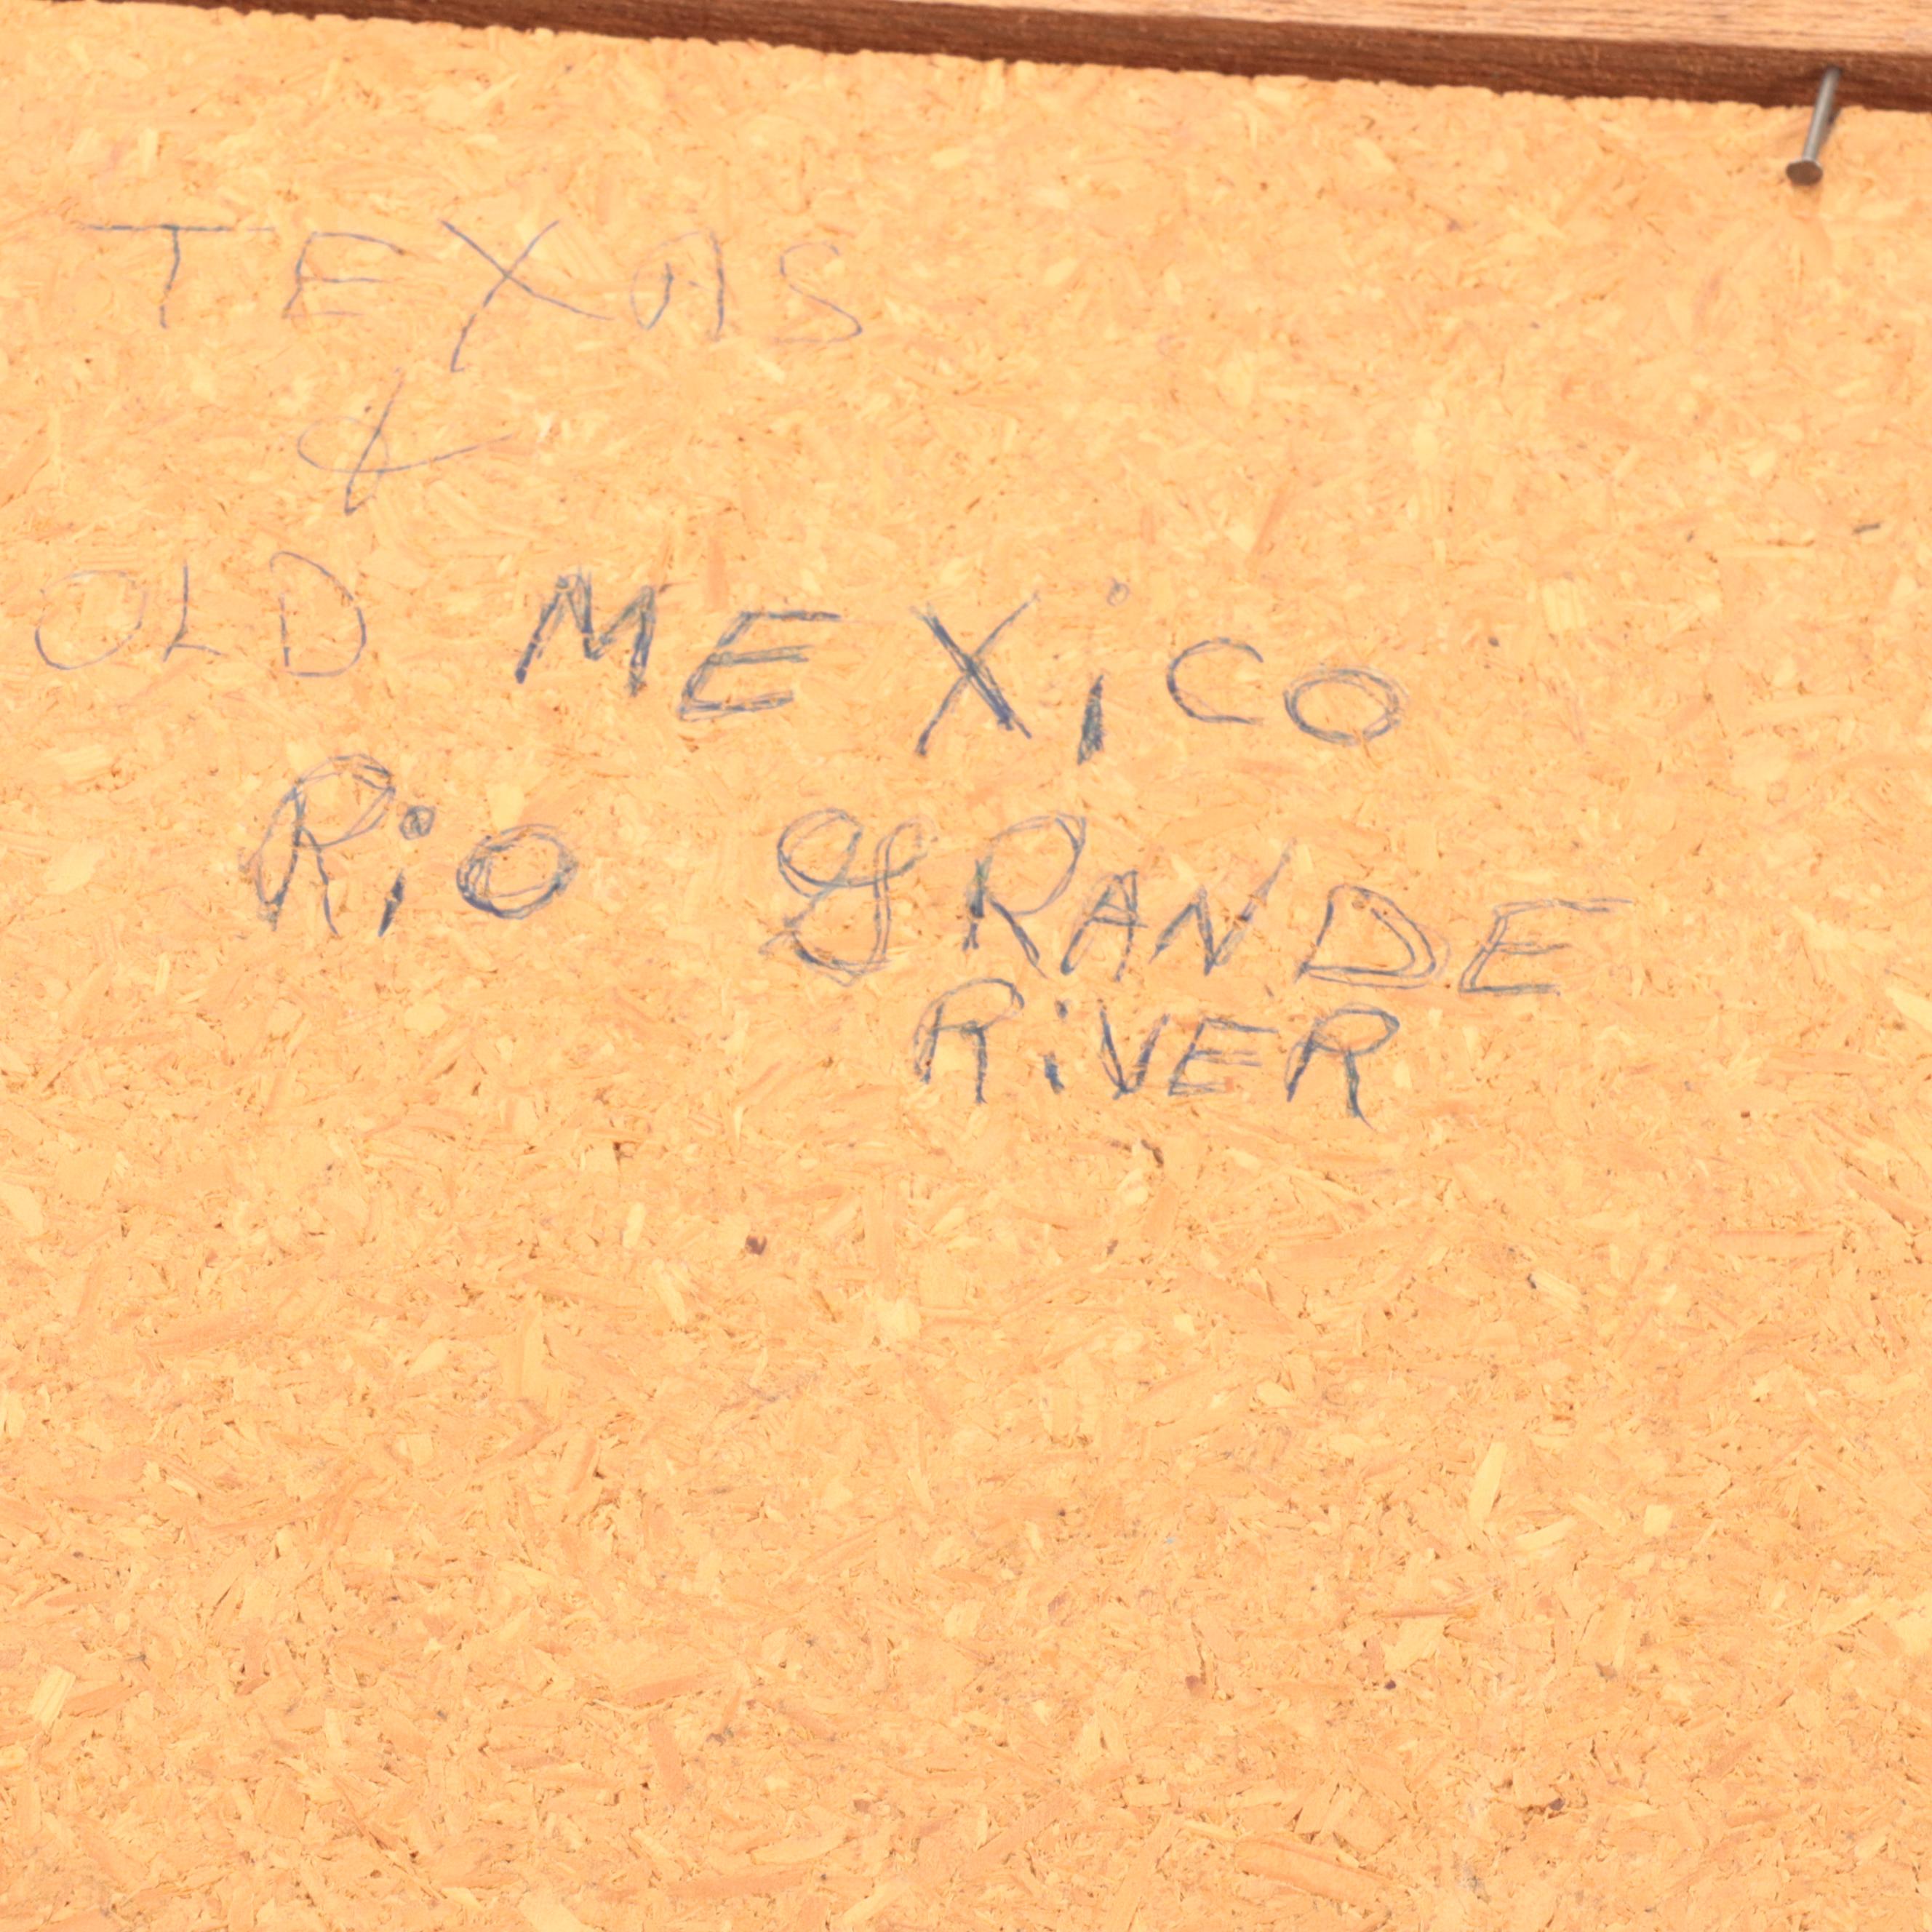 TEXAS
&
OLD MEXiCO
RiO GRANDE
RiVER